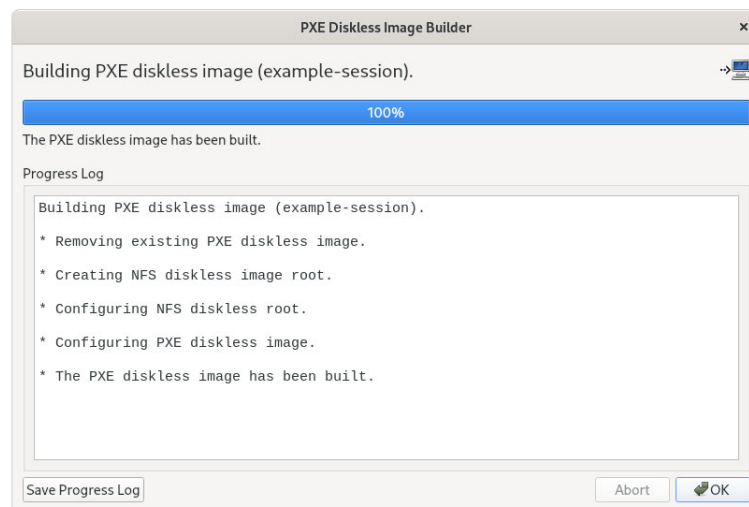 PXE Diskless Image Builder
Building PXE diskless image (example-session).
100%
The PXE diskless image has been built.
Progress Log
Building PXE diskless image (example-session).
* Removing existing PXE diskless image.
* Creating NFS diskless image root.
* Configuring NFS diskless root.
* Configuring PXE diskless image.
* The PXE diskless image has been built.
Save Progress Log Abort OK